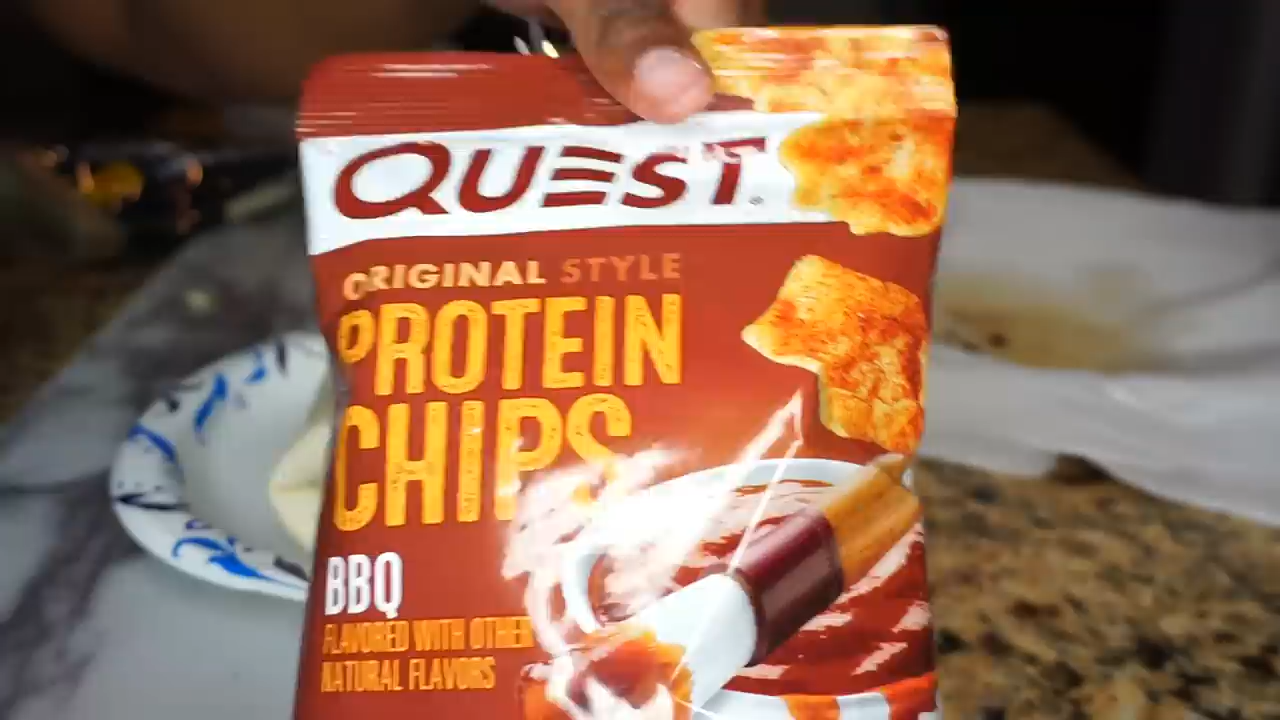 QUEST
ORIGINAL STYLE
PROTEIN
CHIPS
BBQ
FLAVORED WITH OTHER
NATURAL FLAVORS